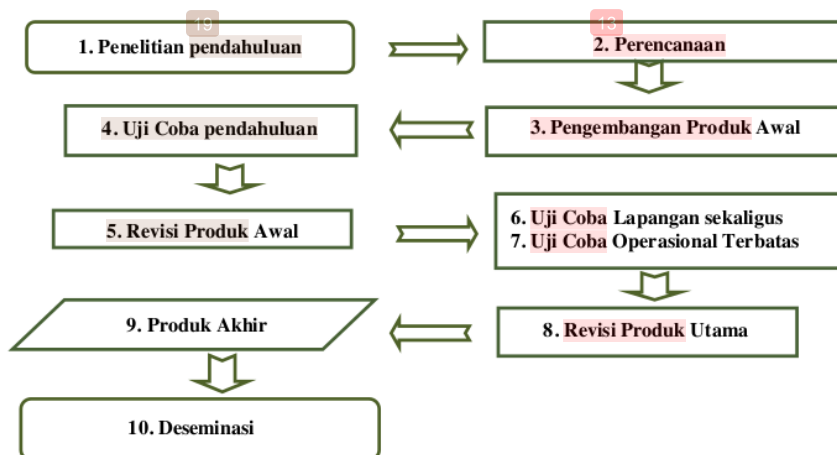 19
13
1. Penelitian pendahuluan
2. Perencanaan
3. Pengembangan Produk Awal
4. Uji Coba pendahuluan
5. Revisi Produk Awal
6. Uji Coba Lapangan sekaligus
7. Uji Coba Operasional Terbatas
8. Revisi Produk Utama
9. Produk Akhir
10. Deseminasi